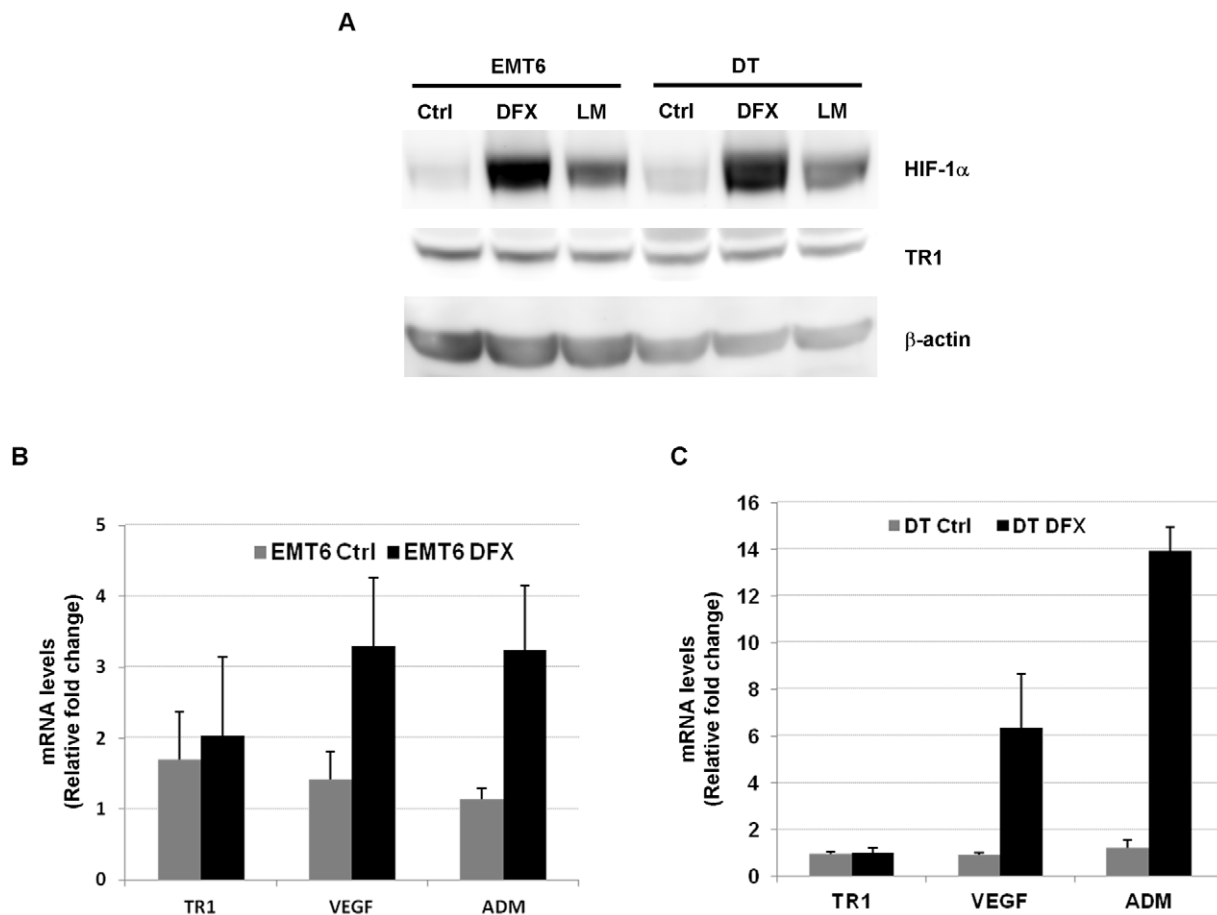 A
EMT6 DT
Ctrl DFX LM Ctrl DFX LM
HIF-1α
TR1
β-actin
B
mRNA levels
(Relative fold change)
5
4
3
2
1
0
EMT6 Ctrl EMT6 DFX
TR1 VEGF ADM
C
mRNA levels
(Relative fold change)
16
14
12
10
8
6
4
2
0
DT Ctrl DT DFX
TR1 VEGF ADM